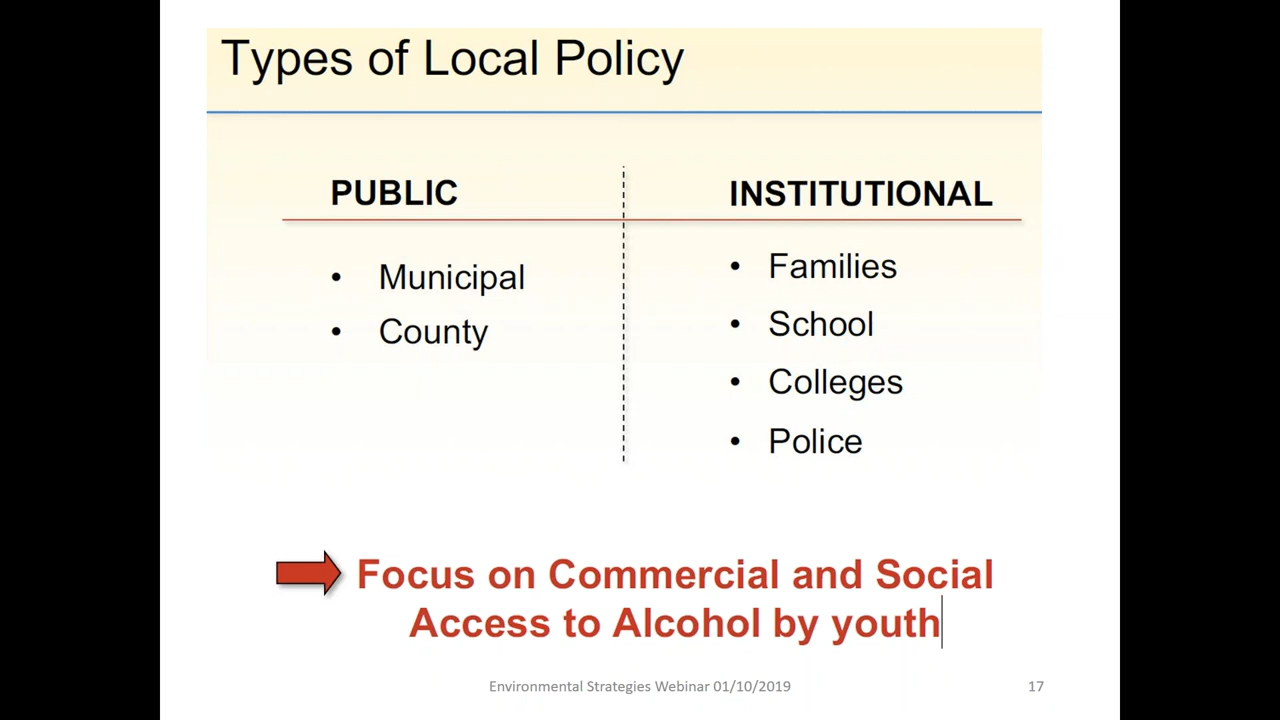 Types of Local Policy
PUBLIC
• Municipal
• County
INSTITUTIONAL
• Families
• School
• Colleges
• Police
Focus on Commercial and Social
Access to Alcohol by youth
Environmental Strategies Webinar 01/10/2019
17